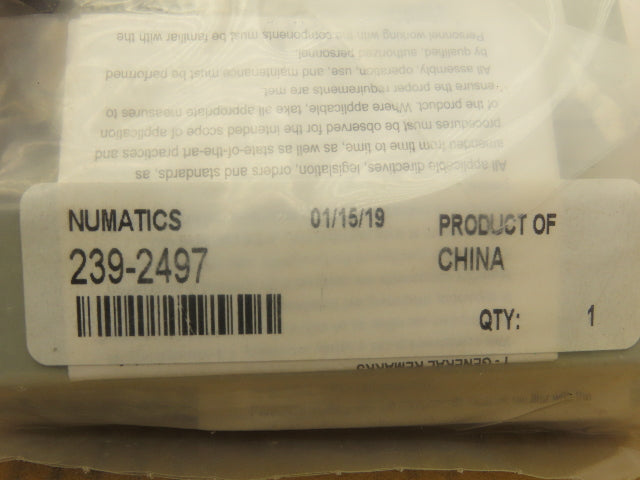 NUMATICS 01/15/19 PRODUCT OF
239-2497 CHINA
QTY: 1
1 - GENERAL REMARKS
All applicable directives, legislation, orders and standards, as
amended from time to time, as well as state-of-the-art practices and
procedures must be observed for the intended scope of application
of the product. Where applicable, take all appropriate measures to
ensure the proper requirements are met.
All assembly, operation, use, and maintenance must be performed
by qualified, authorized personnel.
Personnel working with the components must be familiar with the